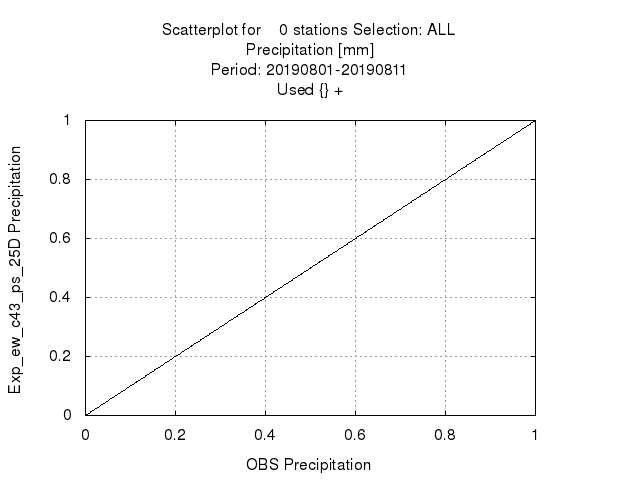 Scatterplot for    0 stations Selection: ALL
Precipitation [mm]
Period: 20190801-20190811
Used {} +
1
0.8
0.6
0.4
0.2
0
Exp_ew_c43_ps_25D Precipitation
0 0.2 0.4 0.6 0.8 1
OBS Precipitation